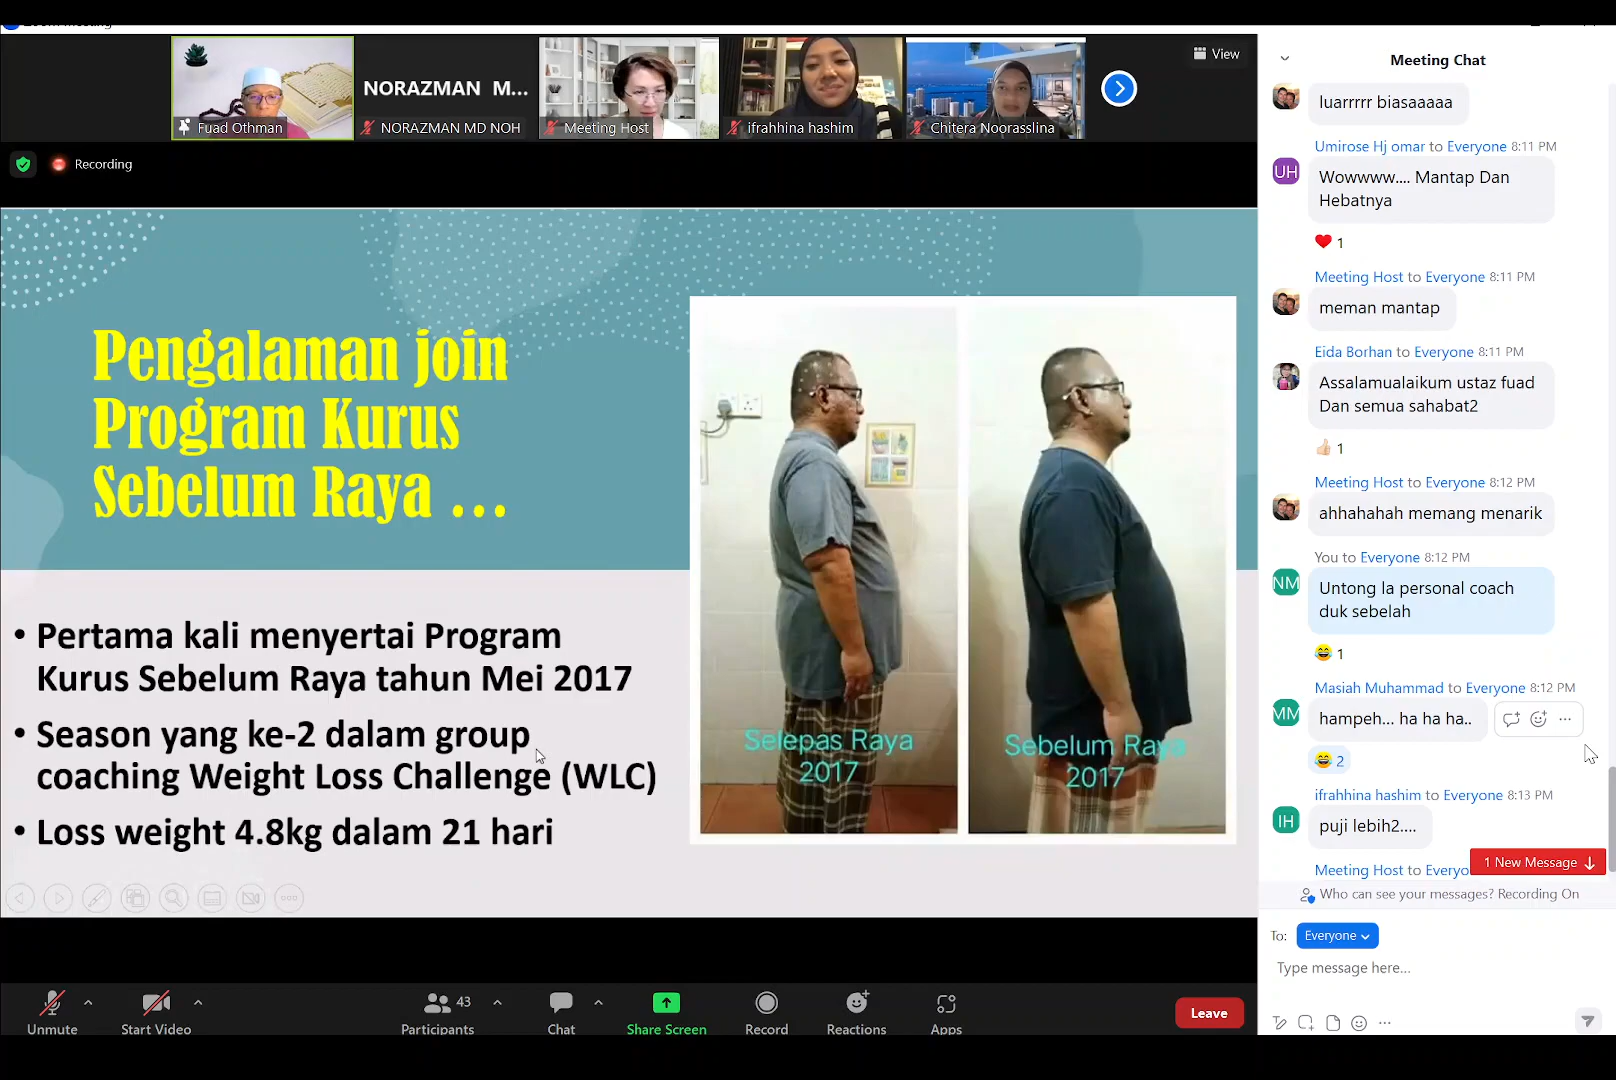 View
NORAZMAN M...
Fuad Othman
NORAZMAN MD NOH
Meeting Host
ifrahhina hashim
Chitera Noorasslina
Recording
Pengalaman join
Program Kurus
Sebelum Raya ...
• Pertama kali menyertai Program
Kurus Sebelum Raya tahun Mei 2017
• Season yang ke-2 dalam group
coaching Weight Loss Challenge (WLC)
• Loss weight 4.8kg dalam 21 hari
Selepas Raya
2017
Sebelum Raya
2017
Meeting Chat
luarrrrr biasaaaaa
Umirose Hj omar to Everyone 8:11 PM
UH
Wowwww.... Mantap Dan
Hebatnya
1
Meeting Host to Everyone 8:11 PM
meman mantap
Eida Borhan to Everyone 8:11 PM
Assalamualaikum ustaz fuad
Dan semua sahabat2
1
Meeting Host to Everyone 8:12 PM
ahhahahah memang menarik
You to Everyone 8:12 PM
NM
Untong la personal coach
duk sebelah
1
Masiah Muhammad to Everyone 8:12 PM
MM
hampeh... ha ha ha..
2
ifrahhina hashim to Everyone 8:13 PM
IH
puji lebih2....
1 New Message
Meeting Host to Everyo
Who can see your messages? Recording On
To: Everyone
Type message here...
Unmute
Start Video
43
Participants
Chat
Share Screen
Record
Reactions
Apps
Leave